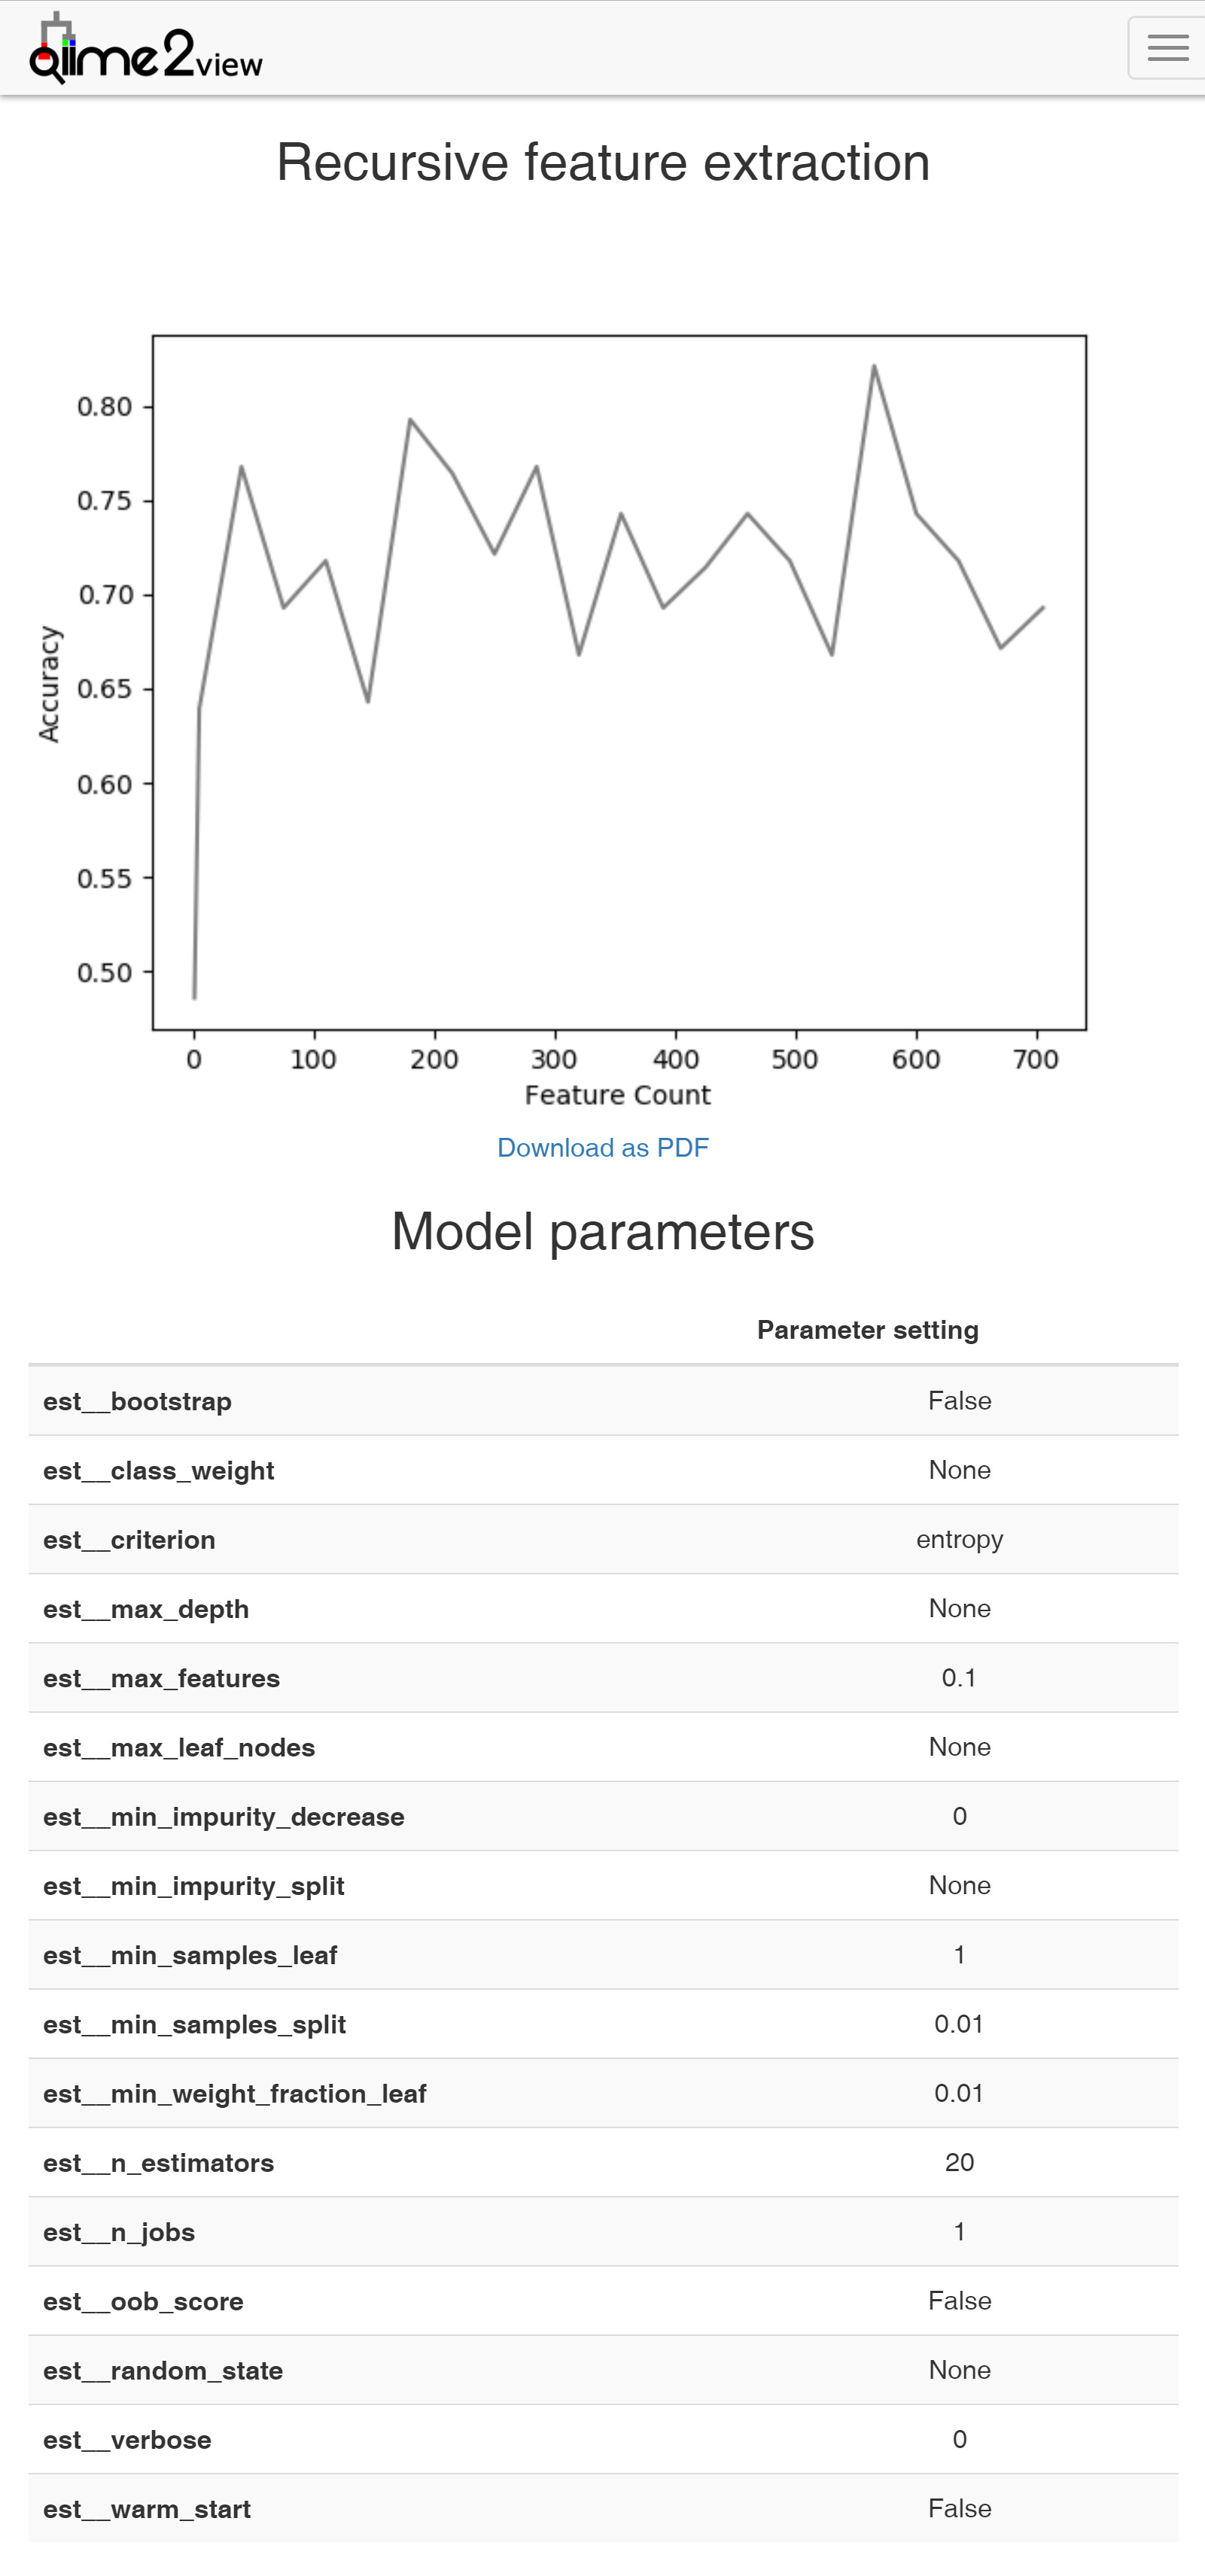 qiime2view
Recursive feature extraction
0.80
0.75
0.70
0.65
0.60
0.55
0.50
Accuracy
0 100 200 300 400 500 600 700
Feature Count
Download as PDF
Model parameters
Parameter setting
est__bootstrap False
est__class_weight None
est__criterion entropy
est__max_depth None
est__max_features 0.1
est__max_leaf_nodes None
est__min_impurity_decrease 0
est__min_impurity_split None
est__min_samples_leaf 1
est__min_samples_split 0.01
est__min_weight_fraction_leaf 0.01
est__n_estimators 20
est__n_jobs 1
est__oob_score False
est__random_state None
est__verbose 0
est__warm_start False